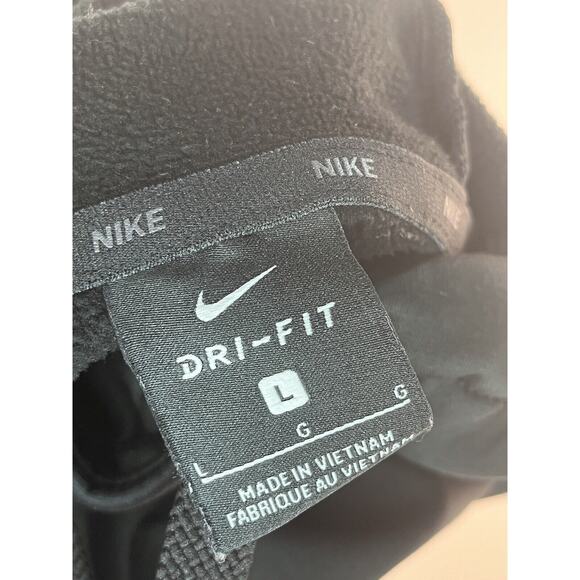 NIKE NIKE
DRI-FIT
L
L G G
MADE IN VIETNAM
FABRIQUE AU VIETNAM